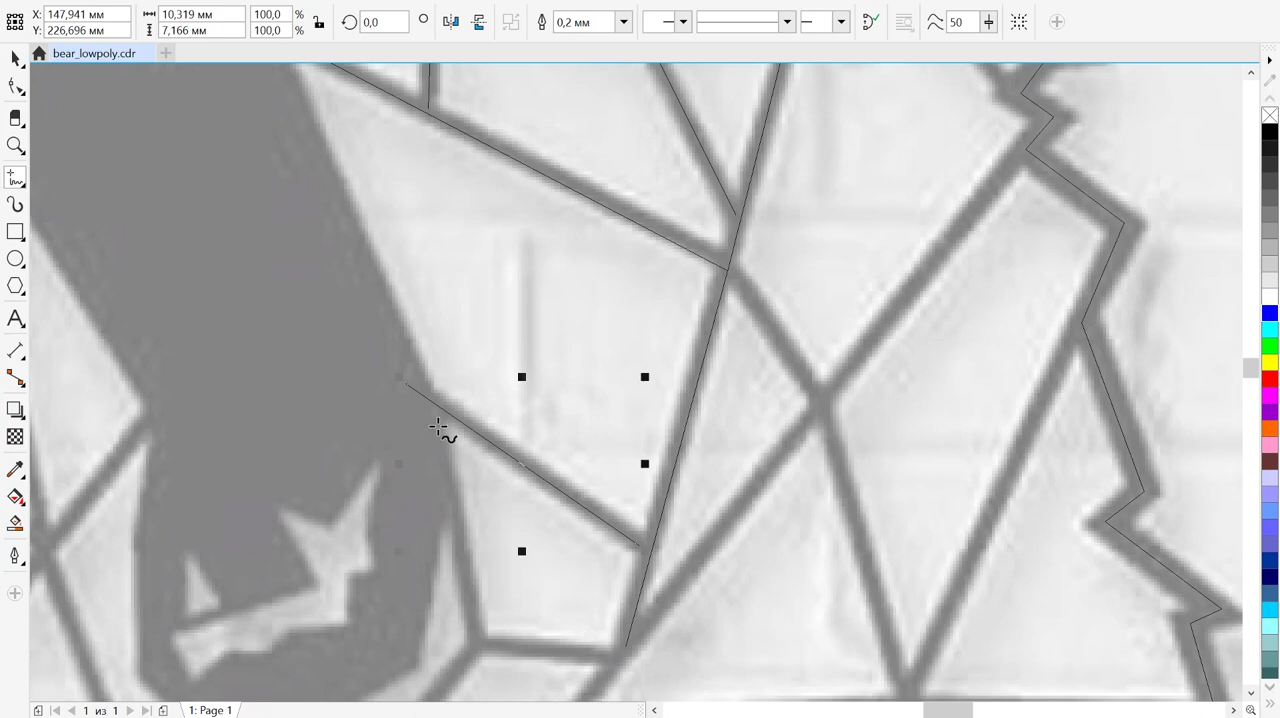 X: 147,941 мм 10,319 мм 100,0 % 0,0 0,2 мм 50
Y: 226,696 мм 7,166 мм 100,0 %
bear_lowpoly.cdr
A
1 из 1 1: Page 1